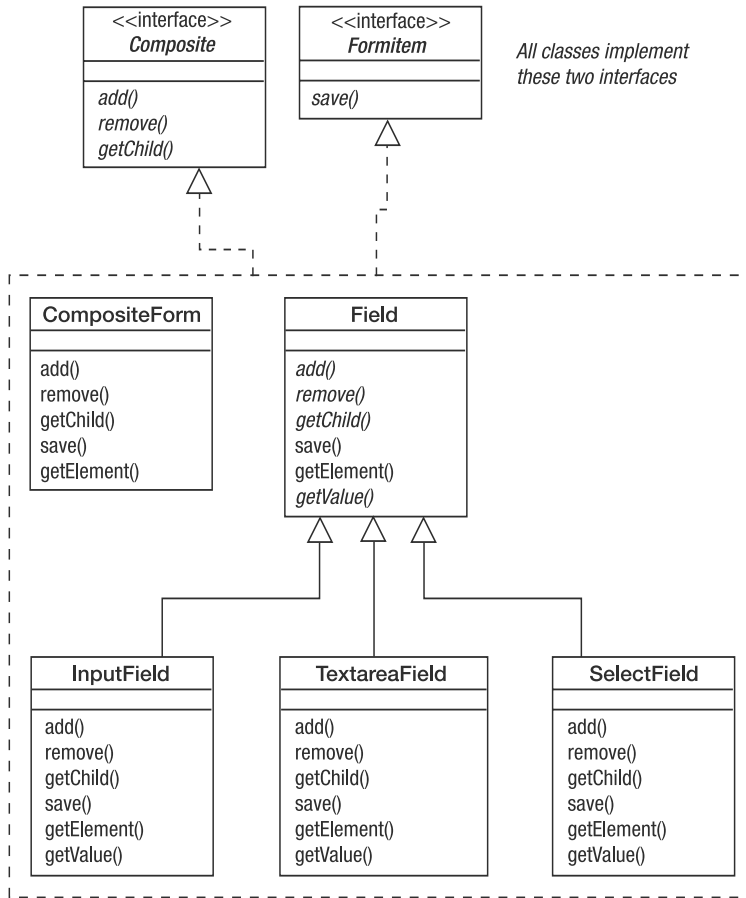 <<interface>>
Composite
add()
remove()
getChild()
<<interface>>
Formitem
save()
All classes implement
these two interfaces
CompositeForm
add()
remove()
getChild()
save()
getElement()
Field
add()
remove()
getChild()
save()
getElement()
getValue()
InputField
add()
remove()
getChild()
save()
getElement()
getValue()
TextareaField
add()
remove()
getChild()
save()
getElement()
getValue()
SelectField
add()
remove()
getChild()
save()
getElement()
getValue()